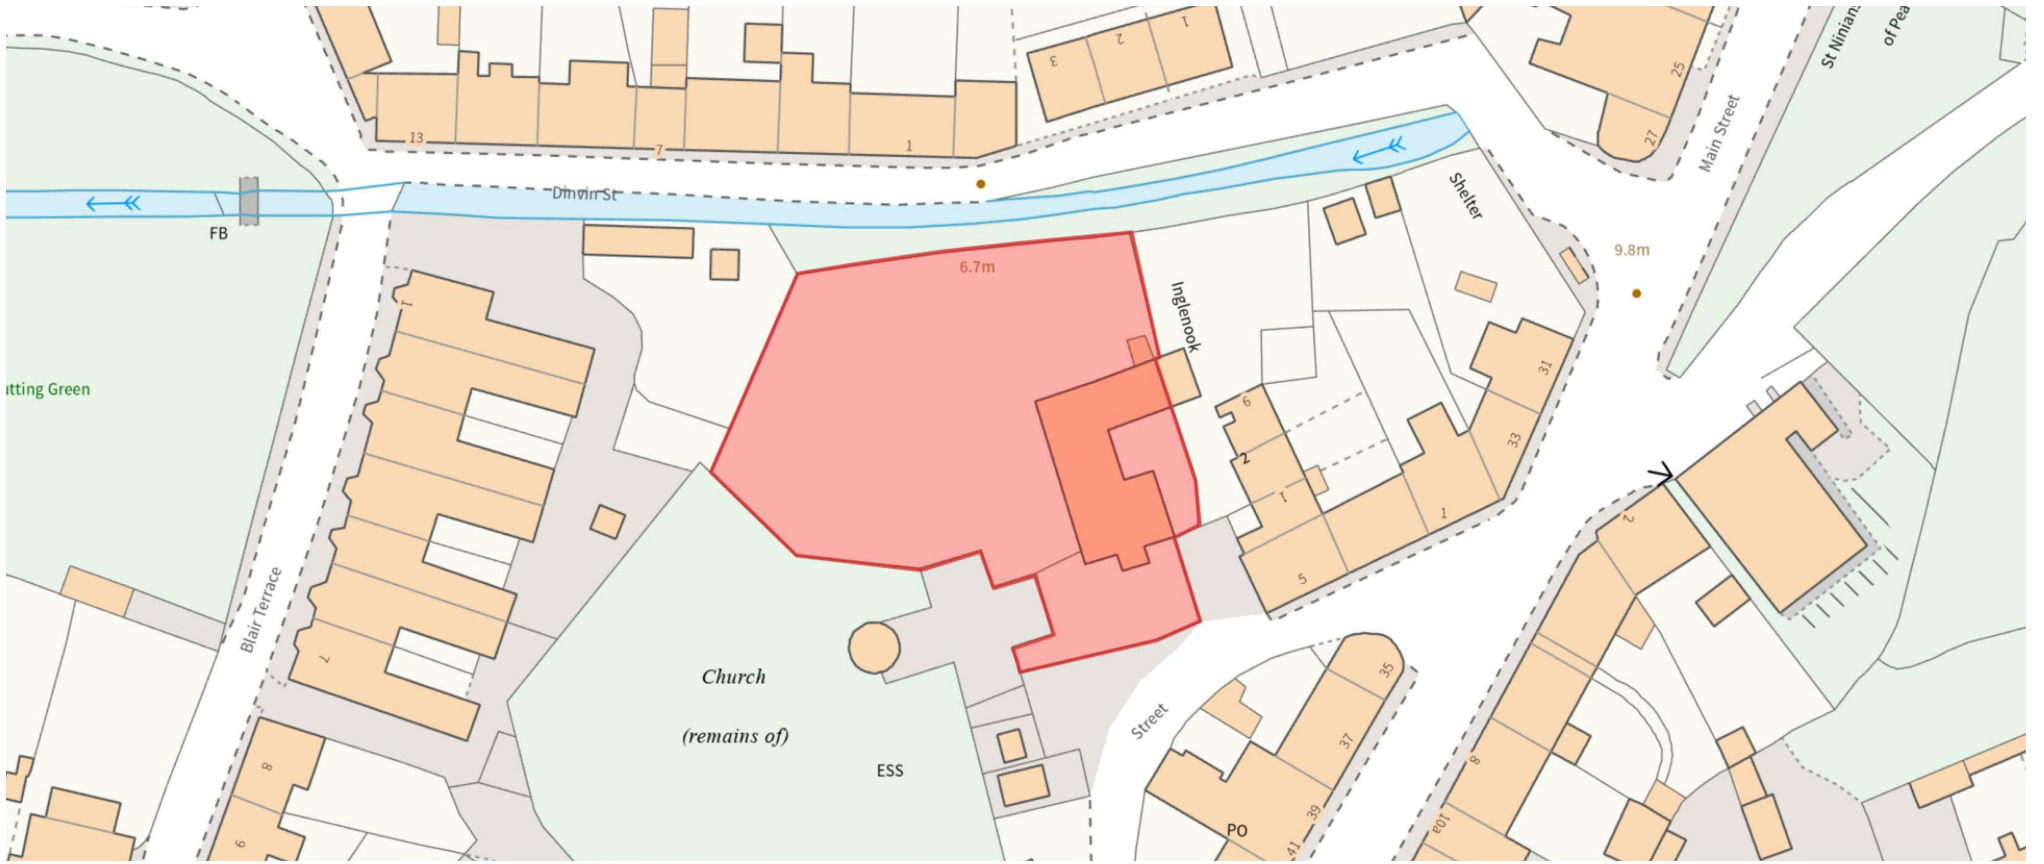 1
2
3
25
27
Main Street
St Ninians
of Pea
13
7
1
Dinvin St
FB
6.7m
Shelter
9.8m
Inglenook
1
utting Green
31
33
6
2
1
1
5
2
Blair Terrace
7
Church
(remains of)
ESS
Street
35
37
39
41
PO
8
9
8
10a